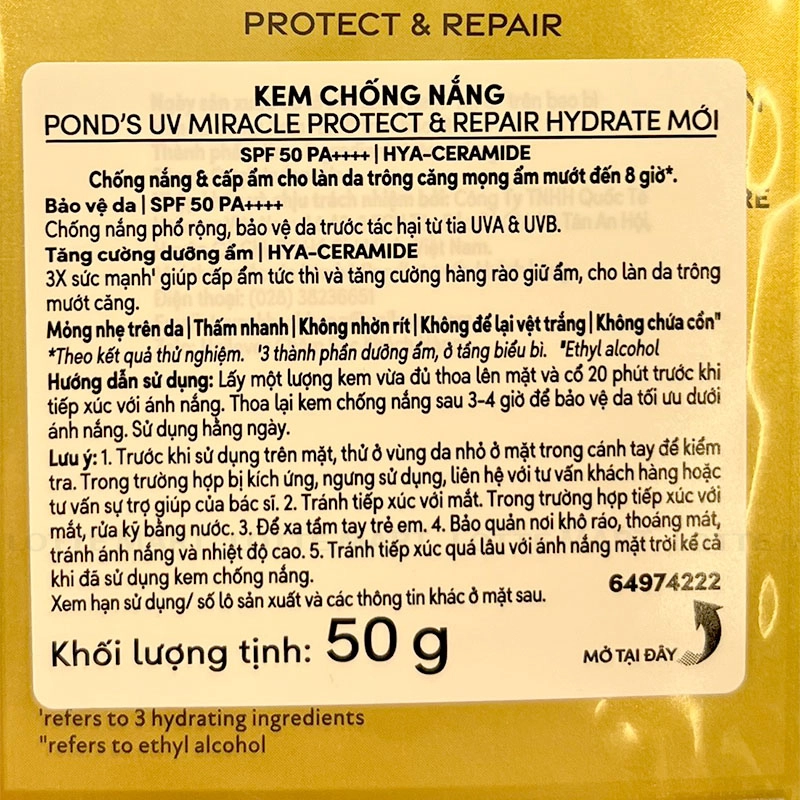 PROTECT & REPAIR
KEM CHỐNG NẮNG
POND'S UV MIRACLE PROTECT & REPAIR HYDRATE MỚI
SPF 50 PA++++ | HYA-CERAMIDE
Chống nắng & cấp ẩm cho làn da trông căng mọng ẩm mướt đến 8 giờ*.
Bảo vệ da | SPF 50 PA++++
Chống nắng phổ rộng, bảo vệ da trước tác hại từ tia UVA & UVB.
Tăng cường dưỡng ẩm | HYA-CERAMIDE
3X sức mạnh' giúp cấp ẩm tức thì và tăng cường hàng rào giữ ẩm, cho làn da trông
mướt căng.
Mỏng nhẹ trên da | Thấm nhanh | Không nhờn rít | Không để lại vệt trắng | Không chứa cồn"
*Theo kết quả thử nghiệm. '3 thành phần dưỡng ẩm, ở tầng biểu bì. "Ethyl alcohol
Hướng dẫn sử dụng: Lấy một lượng kem vừa đủ thoa lên mặt và cổ 20 phút trước khi
tiếp xúc với ánh nắng. Thoa lại kem chống nắng sau 3-4 giờ để bảo vệ da tối ưu dưới
ánh nắng. Sử dụng hằng ngày.
Lưu ý: 1. Trước khi sử dụng trên mặt, thử ở vùng da nhỏ ở mặt trong cánh tay để kiểm
tra. Trong trường hợp bị kích ứng, ngưng sử dụng, liên hệ với tư vấn khách hàng hoặc
tư vấn sự trợ giúp của bác sĩ. 2. Tránh tiếp xúc với mắt. Trong trường hợp tiếp xúc với
mắt, rửa kỹ bằng nước. 3. Để xa tầm tay trẻ em. 4. Bảo quản nơi khô ráo, thoáng mát,
tránh ánh nắng và nhiệt độ cao. 5. Tránh tiếp xúc quá lâu với ánh nắng mặt trời kể cả
khi đã sử dụng kem chống nắng.
64974222
Xem hạn sử dụng/ số lô sản xuất và các thông tin khác ở mặt sau.
Khối lượng tịnh: 50 g
MỞ TẠI ĐÂY
'refers to 3 hydrating ingredients
"refers to ethyl alcohol